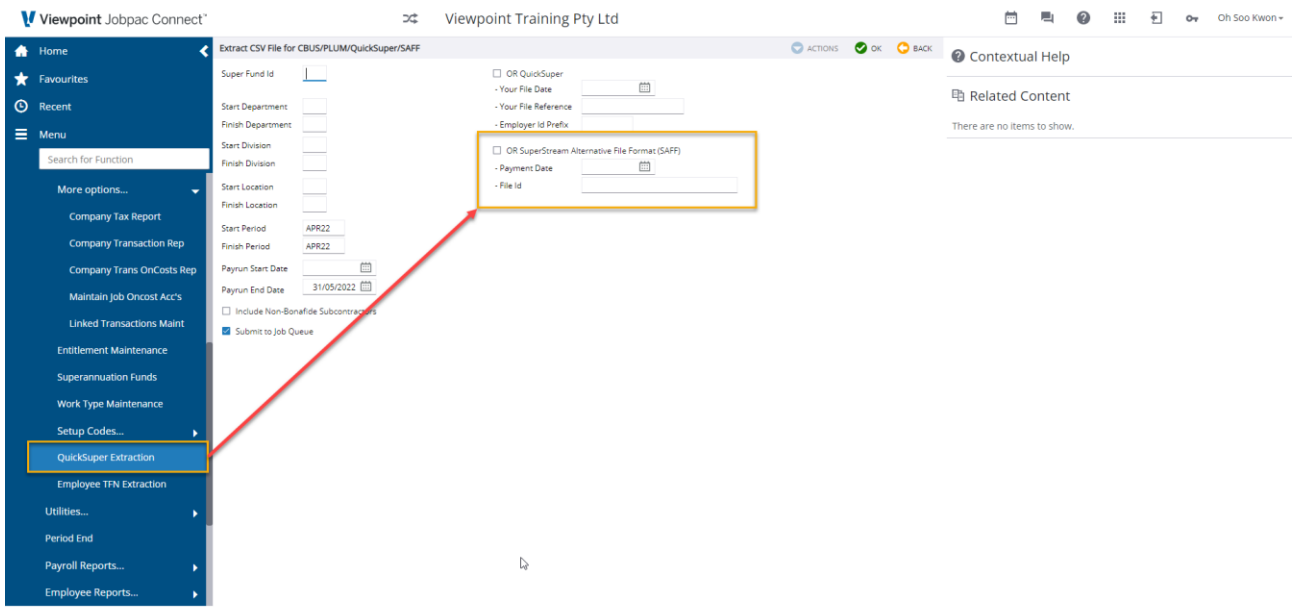 Viewpoint Jobpac Connect™
Viewpoint Training Pty Ltd
Oh Soo Kwon
Home
Favourites
Recent
Menu
Search for Function
More options...
Company Tax Report
Company Transaction Rep
Company Trans OnCosts Rep
Maintain Job Oncost Acc's
Linked Transactions Maint
Entitlement Maintenance
Superannuation Funds
Work Type Maintenance
Setup Codes...
QuickSuper Extraction
Employee TFN Extraction
Utilities...
Period End
Payroll Reports...
Employee Reports...
Extract CSV File for CBUS/PLUM/QuickSuper/SAFF
ACTIONS
OK
BACK
Super Fund Id
Start Department
Finish Department
Start Division
Finish Division
Start Location
Finish Location
Start Period APR22
Finish Period APR22
Payrun Start Date
Payrun End Date 31/05/2022
Include Non-Bonafide Subcontractors
Submit to Job Queue
OR QuickSuper
- Your File Date
- Your File Reference
- Employer Id Prefix
OR SuperStream Alternative File Format (SAFF)
- Payment Date
- File Id
Contextual Help
Related Content
There are no items to show.